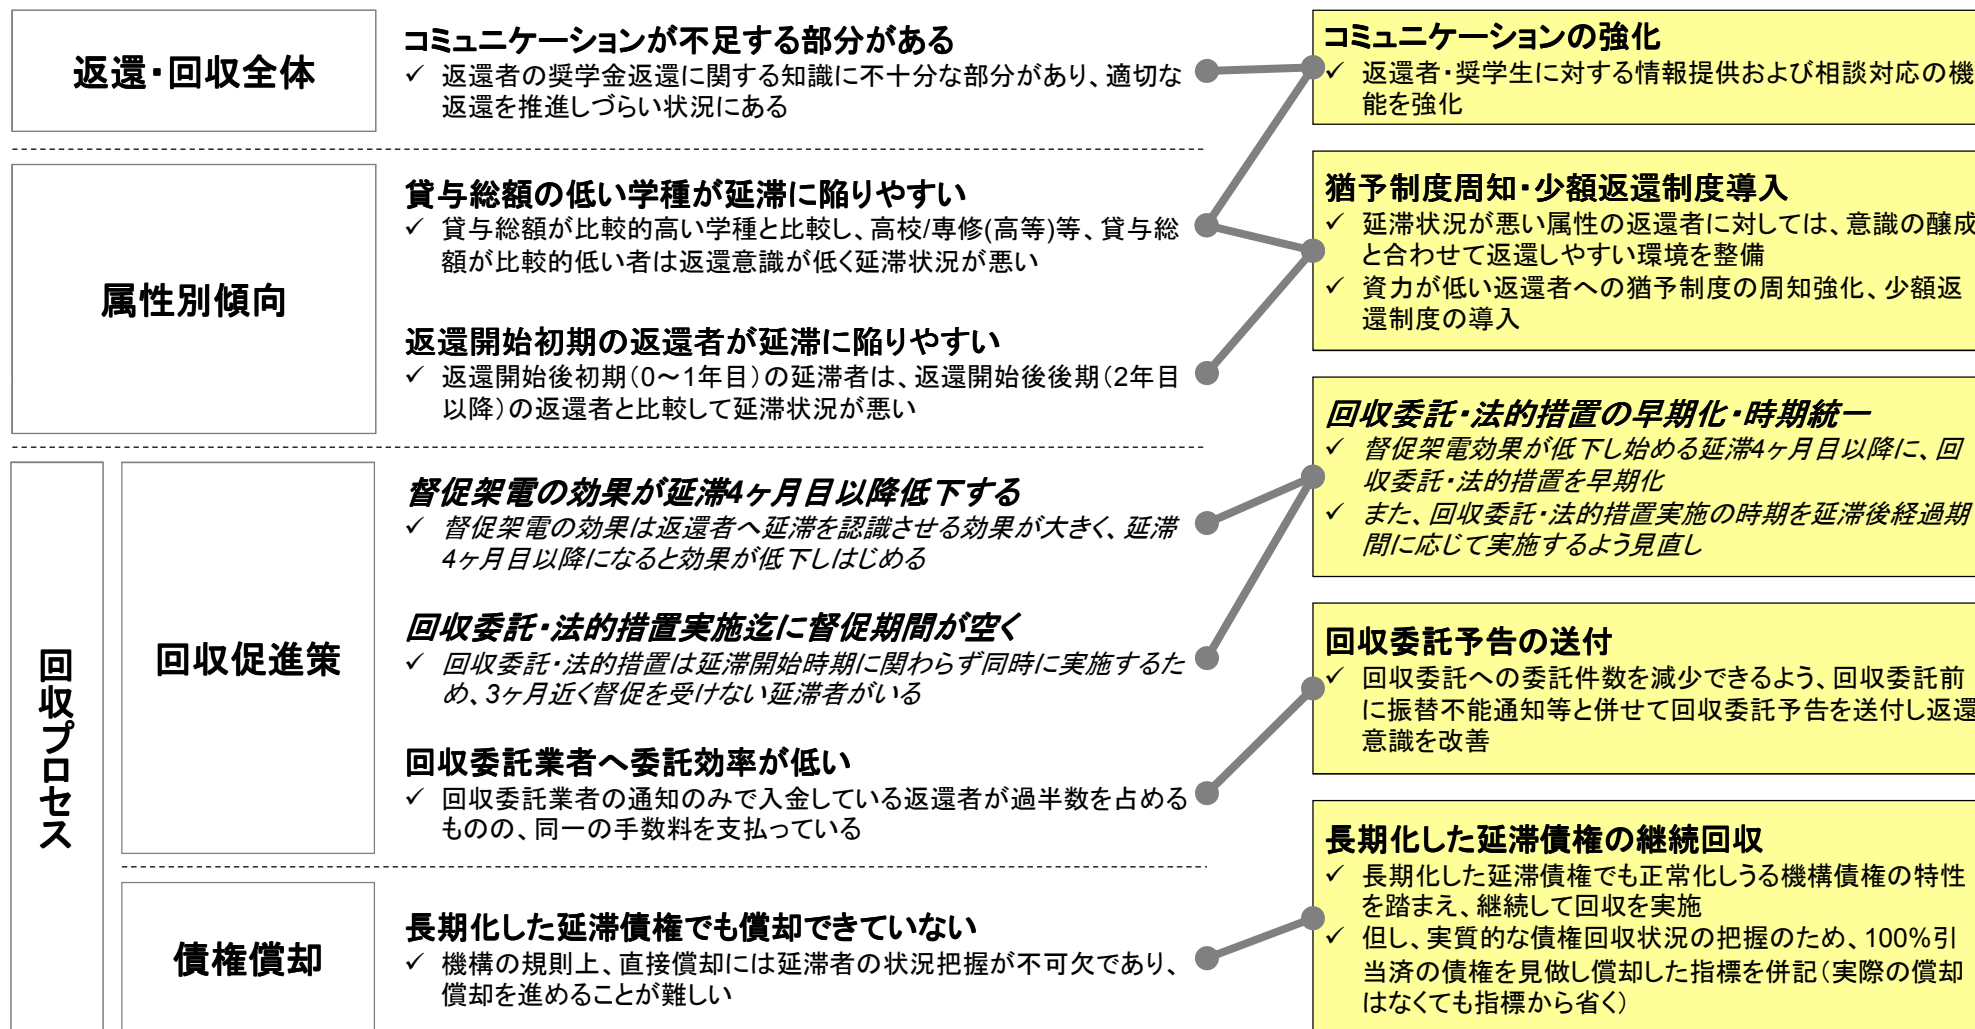 返還・回収全体
コミュニケーションが不足する部分がある
✓ 返還者の奨学金返還に関する知識に不十分な部分があり、適切な
返還を推進しづらい状況にある
コミュニケーションの強化
✓ 返還者・奨学生に対する情報提供および相談対応の機
能を強化
属性別傾向
貸与総額の低い学種が延滞に陥りやすい
✓ 貸与総額が比較的高い学種と比較し、高校/専修(高等)等、貸与総
額が比較的低い者は返還意識が低く延滞状況が悪い
返還開始初期の返還者が延滞に陥りやすい
✓ 返還開始後初期（0～1年目）の延滞者は、返還開始後後期（2年目
以降）の返還者と比較して延滞状況が悪い
猶予制度周知・少額返還制度導入
✓ 延滞状況が悪い属性の返還者に対しては、意識の醸成
と合わせて返還しやすい環境を整備
✓ 資力が低い返還者への猶予制度の周知強化、少額返
還制度の導入
回収プロセス
回収促進策
督促架電の効果が延滞4ヶ月目以降低下する
✓ 督促架電の効果は返還者へ延滞を認識させる効果が大きく、延滞
4ヶ月目以降になると効果が低下しはじめる
回収委託・法的措置実施迄に督促期間が空く
✓ 回収委託・法的措置は延滞開始時期に関わらず同時に実施するた
め、3ヶ月近く督促を受けない延滞者がいる
回収委託業者へ委託効率が低い
✓ 回収委託業者の通知のみで入金している返還者が過半数を占める
ものの、同一の手数料を支払っている
回収委託・法的措置の早期化・時期統一
✓ 督促架電効果が低下し始める延滞4ヶ月目以降に、回
収委託・法的措置を早期化
✓ また、回収委託・法的措置実施の時期を延滞後経過期
間に応じて実施するよう見直し
回収委託予告の送付
✓ 回収委託への委託件数を減少できるよう、回収委託前
に振替不能通知等と併せて回収委託予告を送付し返還
意識を改善
債権償却
長期化した延滞債権でも償却できていない
✓ 機構の規則上、直接償却には延滞者の状況把握が不可欠であり、
償却を進めることが難しい
長期化した延滞債権の継続回収
✓ 長期化した延滞債権でも正常化しうる機構債権の特性
を踏まえ、継続して回収を実施
✓ 但し、実質的な債権回収状況の把握のため、100%引
当済の債権を見做し償却した指標を併記（実際の償却
はなくても指標から省く）